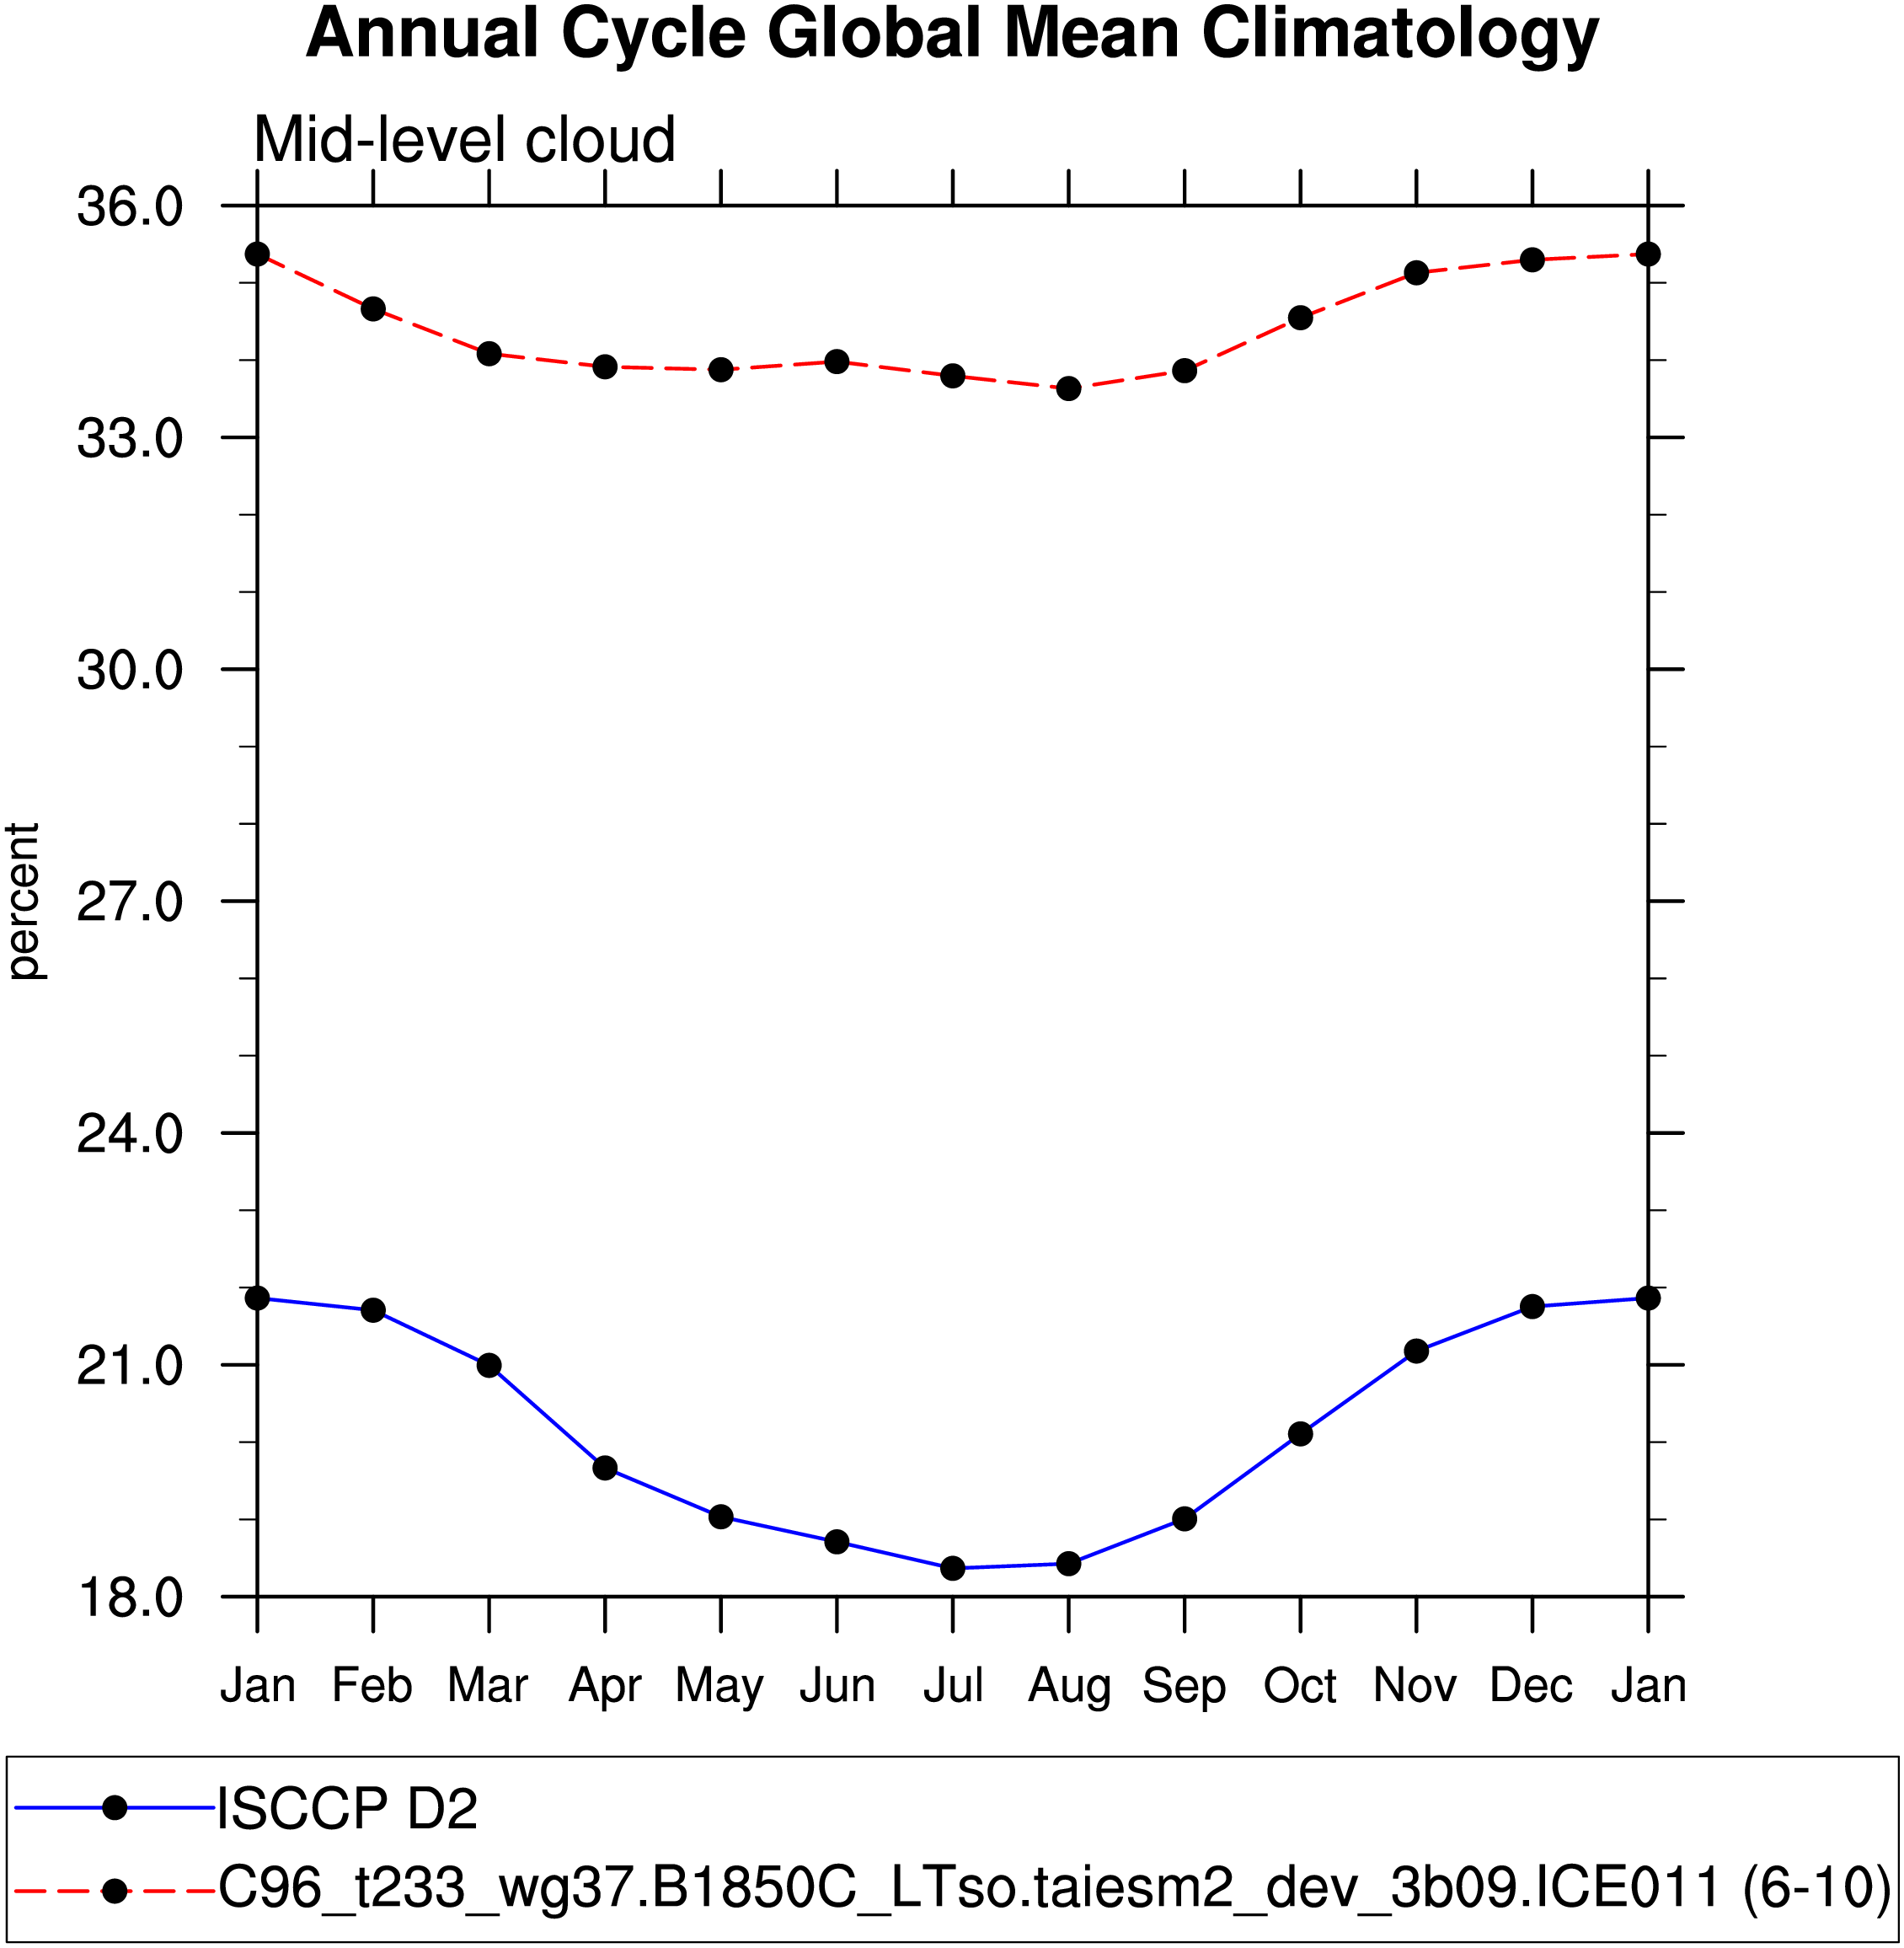 Annual Cycle Global Mean Climatology
Mid-level cloud
36.0
33.0
30.0
27.0
24.0
21.0
18.0
percent
Jan Feb Mar Apr May Jun Jul Aug Sep Oct Nov Dec Jan
ISCCP D2
C96_t233_wg37.B1850C_LTso.taiesm2_dev_3b09.ICE011 (6-10)